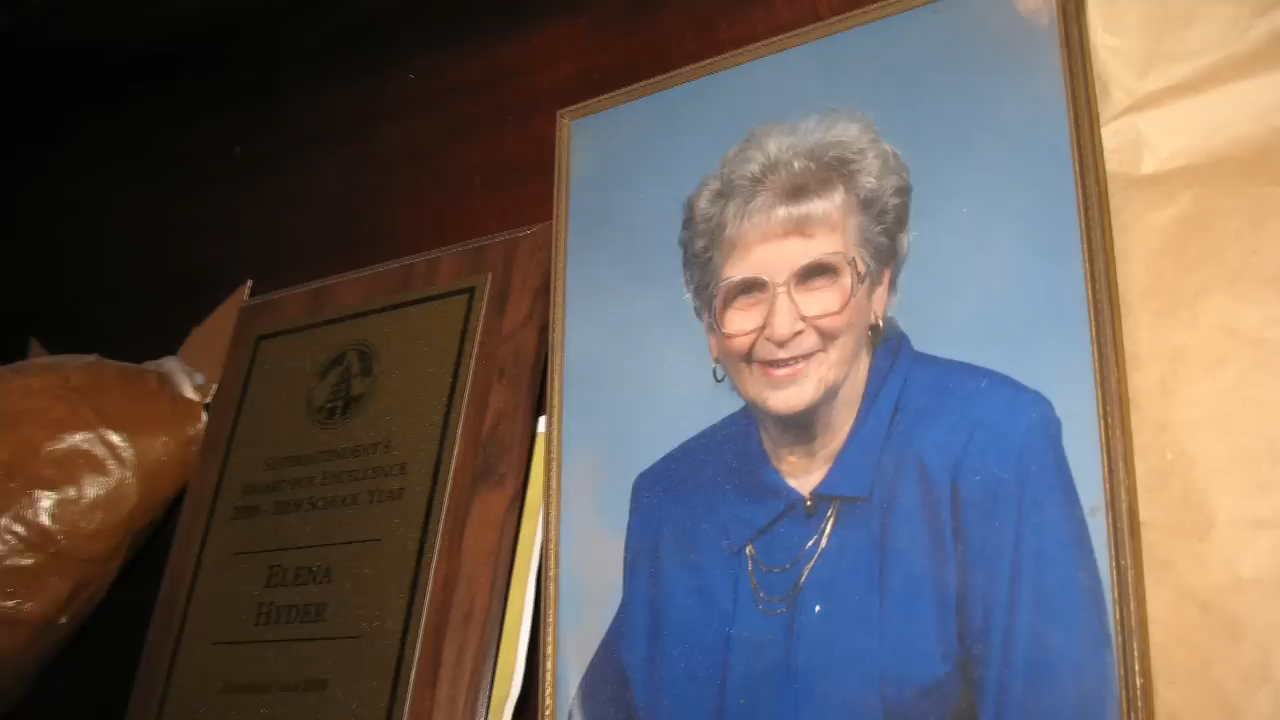 SUPERINTENDENT'S
AWARD FOR EXCELLENCE
SCHOOL YEAR
ELENA
HYDER